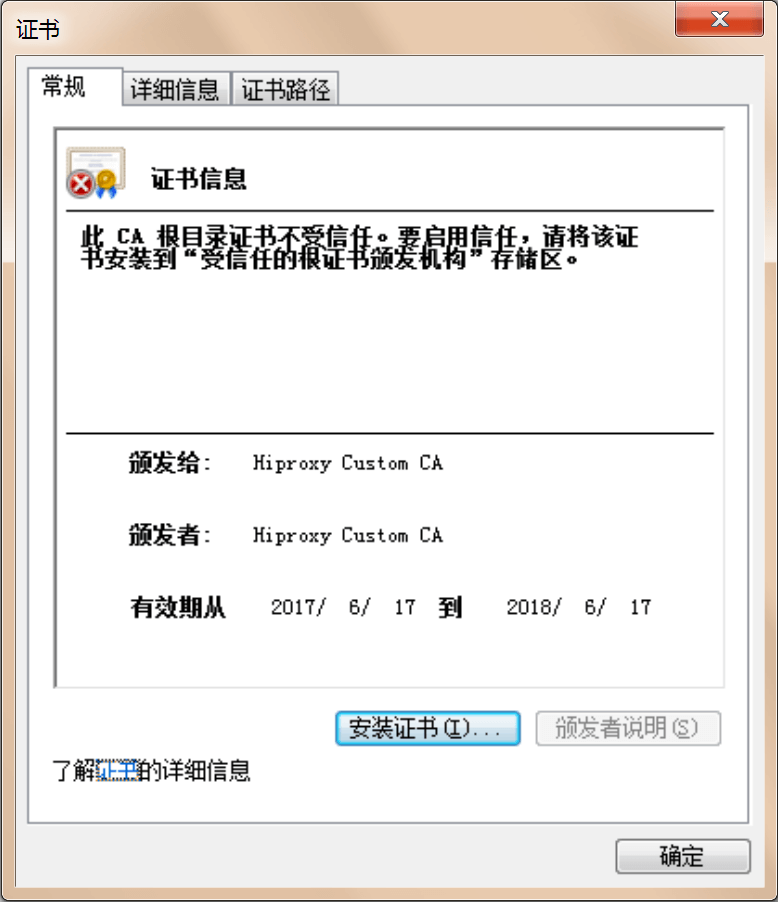 证书
常规 详细信息 证书路径
证书信息
此 CA 根目录证书不受信任。要启用信任，请将该证
书安装到“受信任的根证书颁发机构”存储区。
颁发给： Hiproxy Custom CA
颁发者： Hiproxy Custom CA
有效期从 2017/ 6/ 17 到 2018/ 6/ 17
安装证书(I)... 颁发者说明(S)
了解证书的详细信息
确定